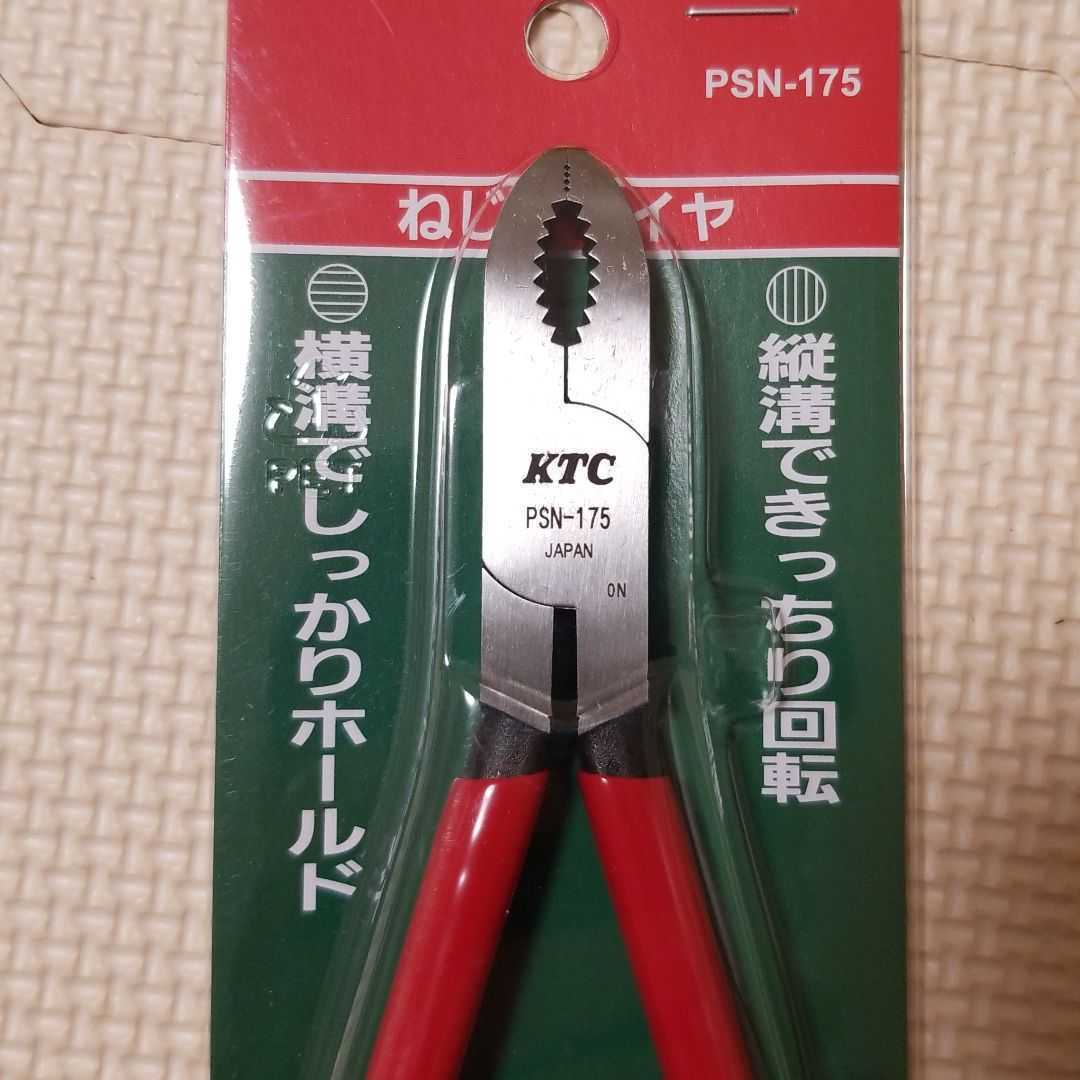 PSN-175
ねじ イヤ
縦溝できっちり回転
横溝でしっかりホールド
KTC
PSN-175
JAPAN
ON
PET